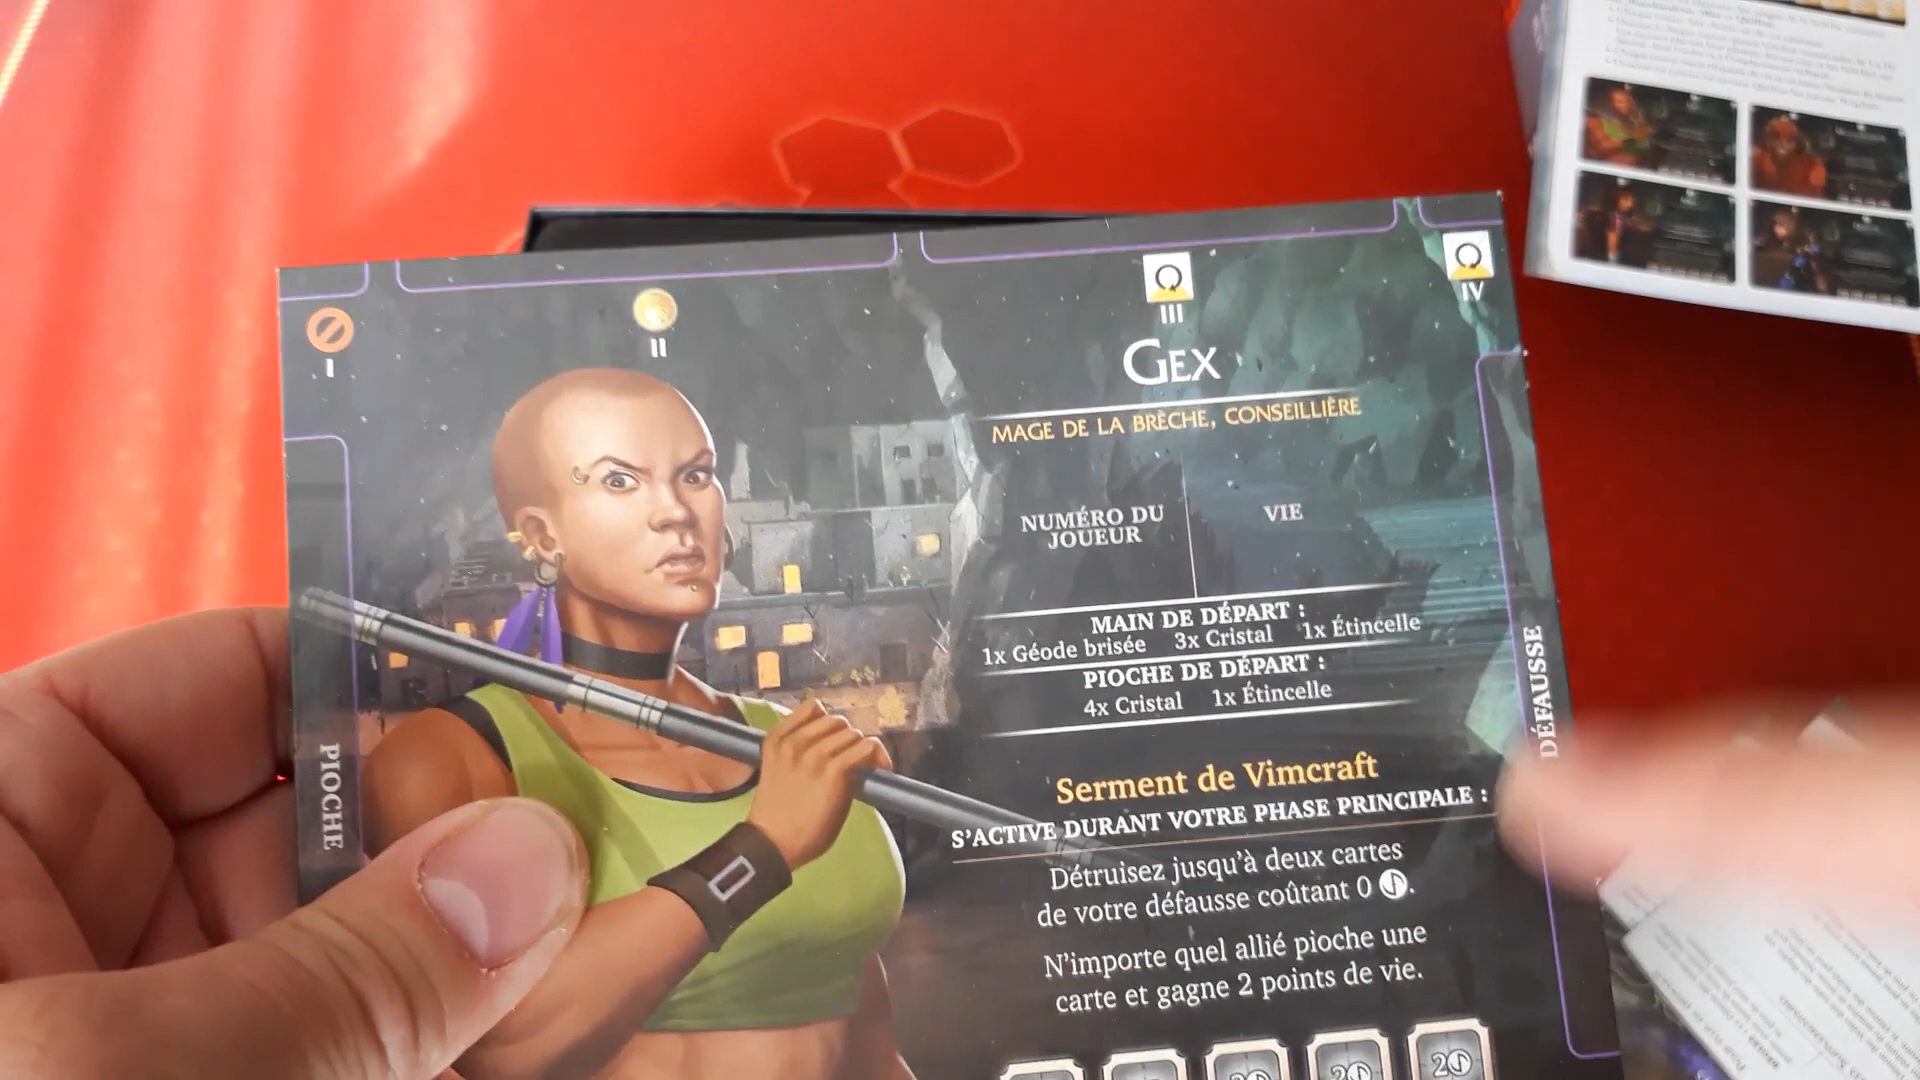 I
II
III
IV
GEX
MAGE DE LA BRÈCHE, CONSEILLIÈRE
NUMÉRO DU
JOUEUR
VIE
MAIN DE DÉPART :
1x Géode brisée 3x Cristal 1x Étincelle
PIOCHE DE DÉPART :
4x Cristal 1x Étincelle
Serment de Vimcraft
S'ACTIVE DURANT VOTRE PHASE PRINCIPALE :
Détruisez jusqu'à deux cartes
de votre défausse coûtant 0 .
N'importe quel allié pioche une
carte et gagne 2 points de vie.
2
2
2
PIOCHE
DÉFAUSSE